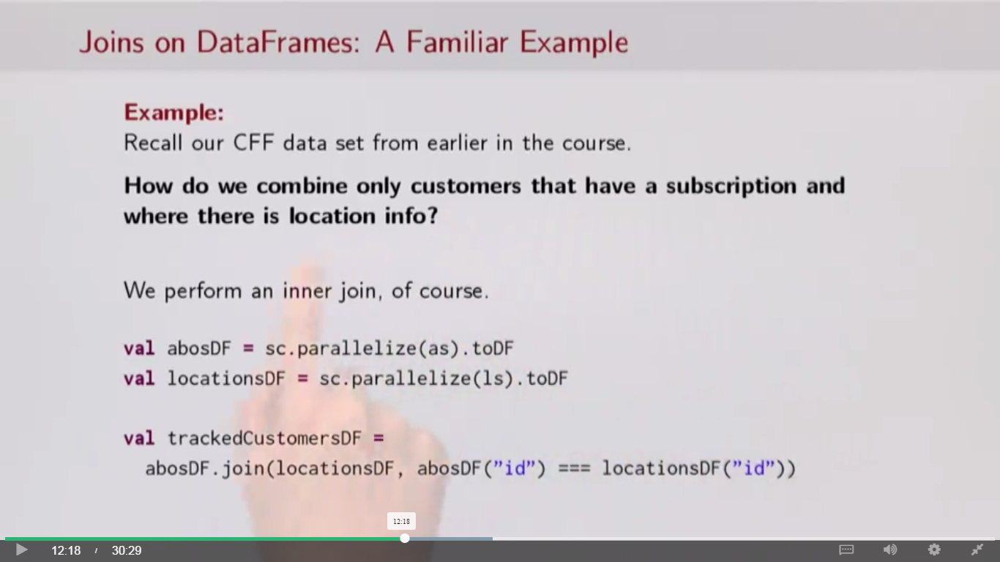 Joins on DataFrames: A Familiar Example
Example:
Recall our CFF data set from earlier in the course.
How do we combine only customers that have a subscription and
where there is location info?
We perform an inner join, of course.
val abosDF = sc.parallelize(as).toDF
val locationsDF = sc.parallelize(ls).toDF
val trackedCustomersDF =
abosDF.join(locationsDF, abosDF(”id”) === locationsDF(”id”))
12:18
12:18 / 30:29